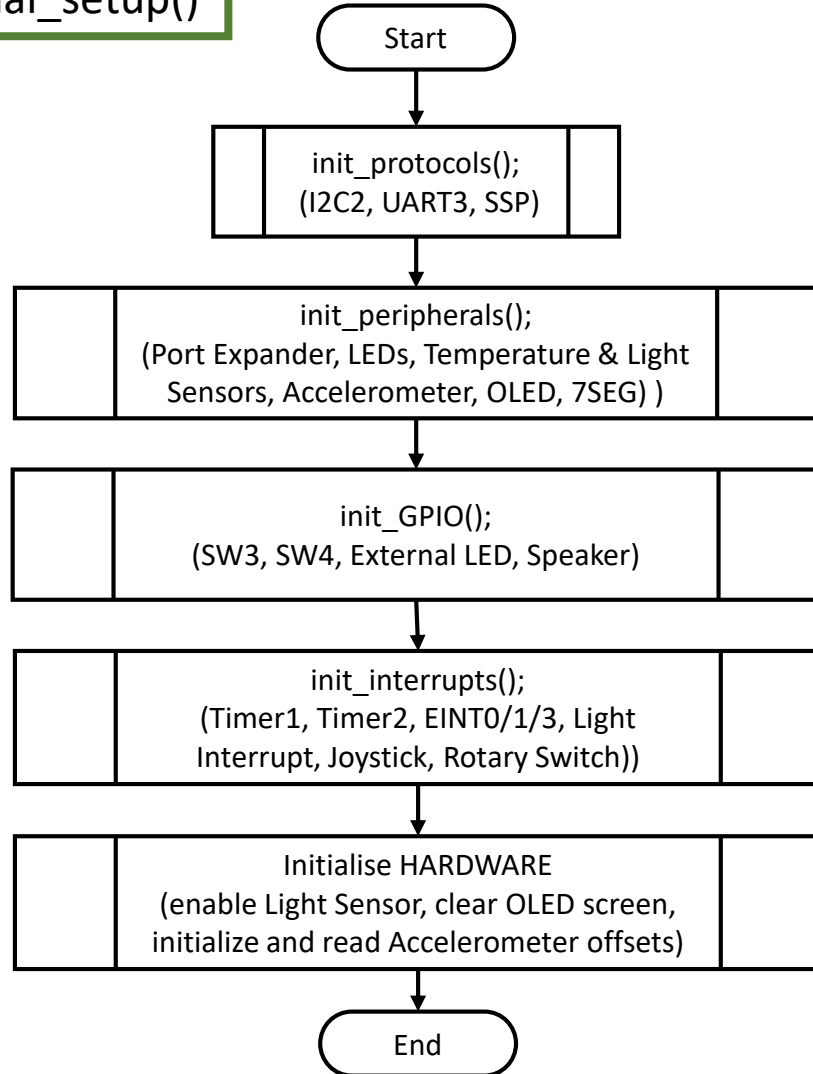 Start
init_protocols();
(I2C2, UART3, SSP)
init_peripherals();
(Port Expander, LEDs, Temperature & Light
Sensors, Accelerometer, OLED, 7SEG) )
init_GPIO();
(SW3, SW4, External LED, Speaker)
init_interrupts();
(Timer1, Timer2, EINT0/1/3, Light
Interrupt, Joystick, Rotary Switch))
Initialise HARDWARE
(enable Light Sensor, clear OLED screen,
initialize and read Accelerometer offsets)
End